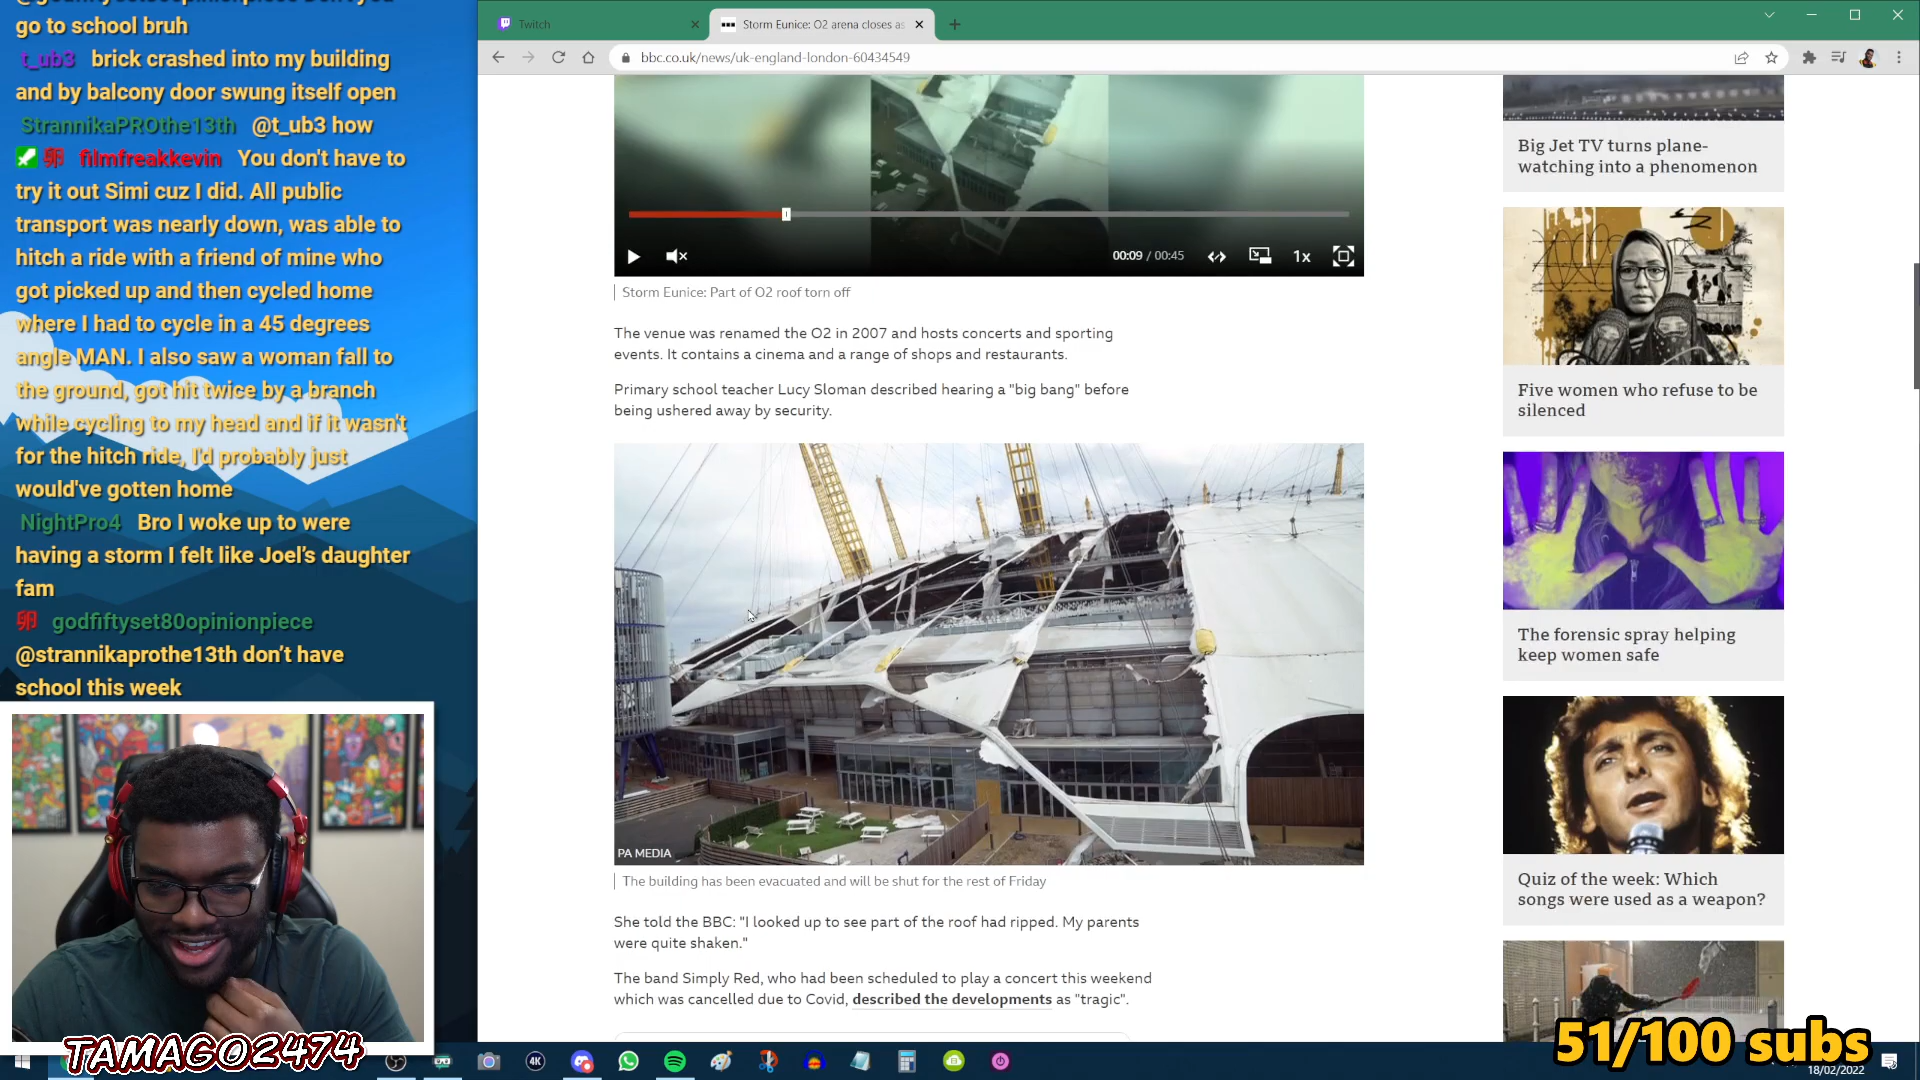 go to school bruh
t_ub3 brick crashed into my building
and by balcony door swung itself open
StrannikaPROthe13th @t_ub3 how
卵 filmfreakkevin You don't have to
try it out Simi cuz I did. All public
transport was nearly down, was able to
hitch a ride with a friend of mine who
got picked up and then cycled home
where I had to cycle in a 45 degrees
angle MAN. I also saw a woman fall to
the ground, got hit twice by a branch
while cycling to my head and if it wasn't
for the hitch ride, I'd probably just
would've gotten home
NightPro4 Bro I woke up to were
having a storm I felt like Joel's daughter
fam
卵 godfiftyset80opinionpiece
@strannikaprothe13th don't have
school this week
TAMAGO2474
Twitch
Storm Eunice: O2 arena closes as
bbc.co.uk/news/uk-england-london-60434549
00:09 / 00:45
1x
Storm Eunice: Part of O2 roof torn off
The venue was renamed the O2 in 2007 and hosts concerts and sporting
events. It contains a cinema and a range of shops and restaurants.
Primary school teacher Lucy Sloman described hearing a "big bang" before
being ushered away by security.
PA MEDIA
The building has been evacuated and will be shut for the rest of Friday
She told the BBC: "I looked up to see part of the roof had ripped. My parents
were quite shaken."
The band Simply Red, who had been scheduled to play a concert this weekend
which was cancelled due to Covid, described the developments as "tragic".
Big Jet TV turns plane-
watching into a phenomenon
Five women who refuse to be
silenced
The forensic spray helping
keep women safe
Quiz of the week: Which
songs were used as a weapon?
51/100 subs
4K
18/02/2022